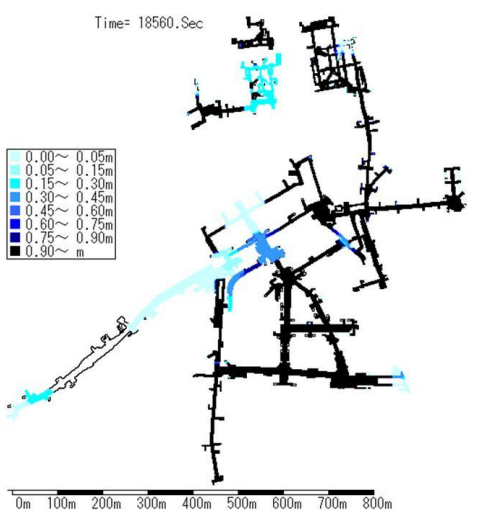 Time= 18560.Sec
0.00～ 0.05m
0.05～ 0.15m
0.15～ 0.30m
0.30～ 0.45m
0.45～ 0.60m
0.60～ 0.75m
0.75～ 0.90m
0.90～ m
0m 100m 200m 300m 400m 500m 600m 700m 800m